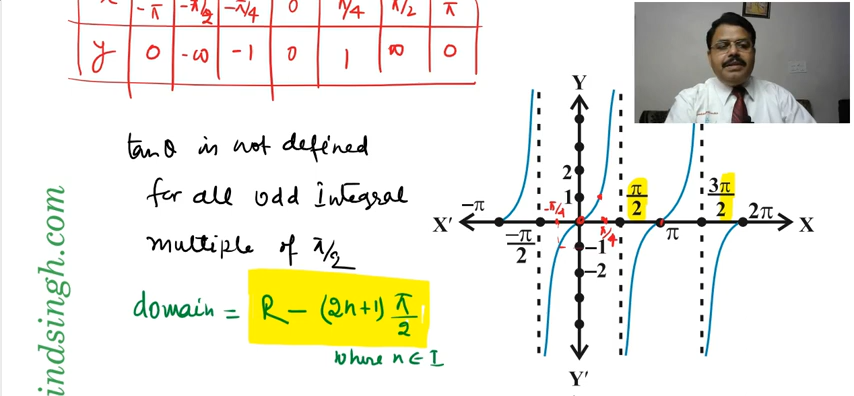 -π -π/2 -π/4 0 π/4 π/2 π
y 0 -∞ -1 0 1 ∞ 0
tanθ is not defined
for all odd Integral
multiple of π/2
domain = R - (2n+1) π/2
where n ∈ I
indsingh.com
Y
2
1
-π
-π/4
π/2
3π/2
2π
X'
X
-π/2
-1
π/4
π
-2
Y'